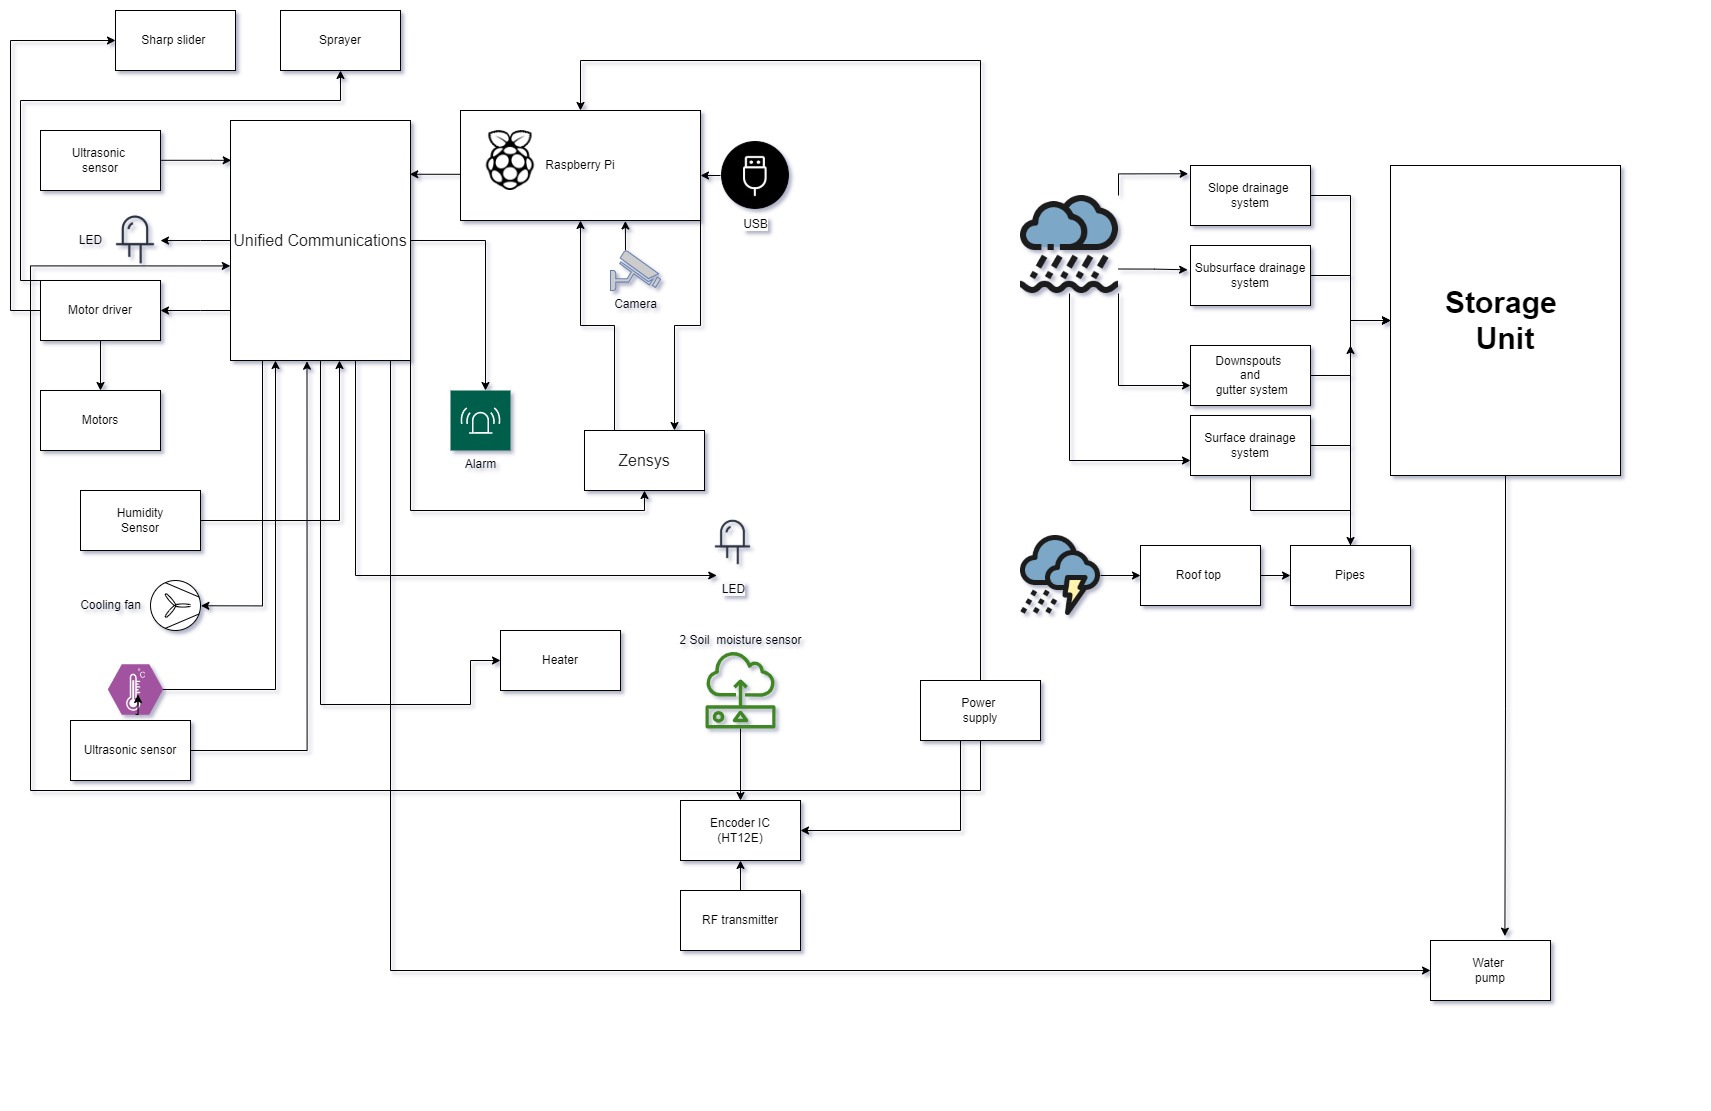 Sharp slider
Sprayer
Ultrasonic
sensor
Raspberry Pi
USB
Slope drainage
system
LED
Unified Communications
Subsurface drainage
system
Camera
Motor driver
Storage
Unit
Downspouts
and
gutter system
Motors
Alarm
Zensys
Surface drainage
system
Humidity
Sensor
LED
Roof top
Pipes
Cooling fan
2 Soil  moisture sensor
Heater
°C
Power
supply
Ultrasonic sensor
Encoder IC
(HT12E)
RF transmitter
Water
pump